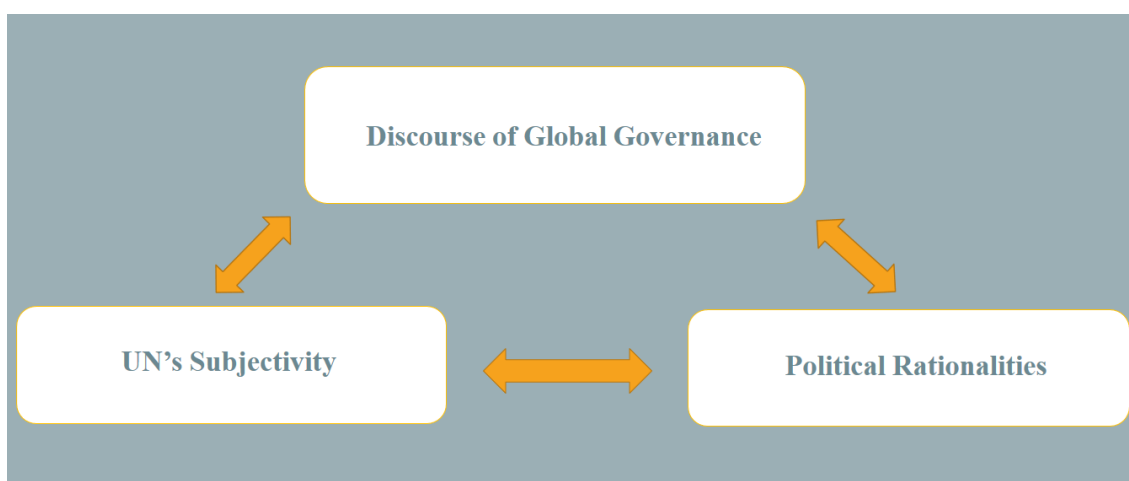 Discourse of Global Governance
UN’s Subjectivity
Political Rationalities